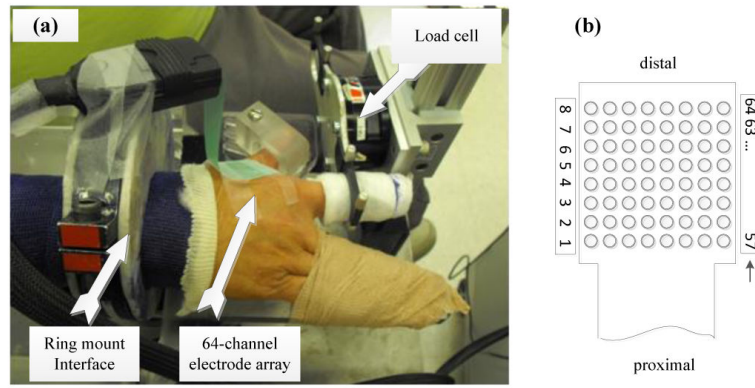 (a)
Load cell
Ring mount
Interface
64-channel
electrode array
(b)
distal
8
7
6
5
4
3
2
1
64
63
...
57
proximal